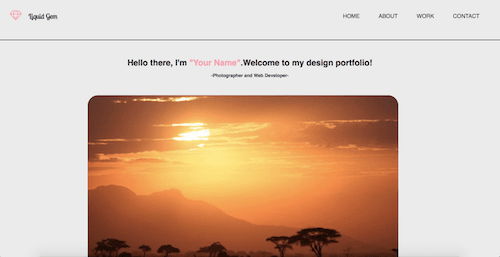 Liquid Gem
HOME
ABOUT
WORK
CONTACT
Hello there, I'm "Your Name".Welcome to my design portfolio!
-Photographer and Web Developer-